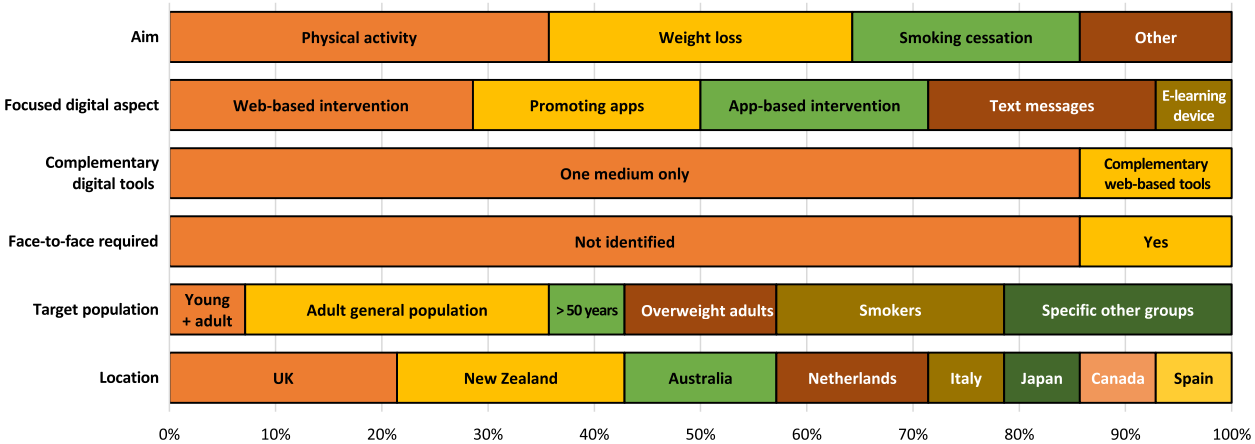 Aim
Physical activity
Weight loss
Smoking cessation
Other
Focused digital aspect
Web-based intervention
Promoting apps
App-based intervention
Text messages
E-learning
device
Complementary
digital tools
One medium only
Complementary
web-based tools
Face-to-face required
Not identified
Yes
Target population
Young
+ adult
Adult general population
> 50 years
Overweight adults
Smokers
Specific other groups
Location
UK
New Zealand
Australia
Netherlands
Italy
Japan
Canada
Spain
0% 10% 20% 30% 40% 50% 60% 70% 80% 90% 100%